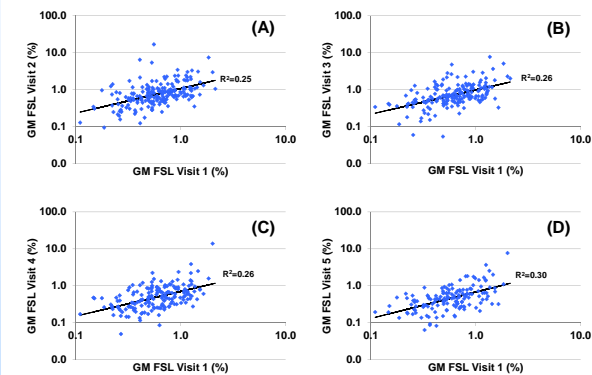 (A)
GM FSL Visit 2 (%)
100.0
10.0
1.0
0.1
0.0
R²=0.25
0.1 1.0 10.0
GM FSL Visit 1 (%)
(B)
GM FSL Visit 3 (%)
100.0
10.0
1.0
0.1
0.0
R²=0.26
0.1 1.0 10.0
GM FSL Visit 1 (%)
(C)
GM FSL Visit 4 (%)
100.0
10.0
1.0
0.1
0.0
R²=0.26
0.1 1.0 10.0
GM FSL Visit 1 (%)
(D)
GM FSL Visit 5 (%)
100.0
10.0
1.0
0.1
0.0
R²=0.30
0.1 1.0 10.0
GM FSL Visit 1 (%)